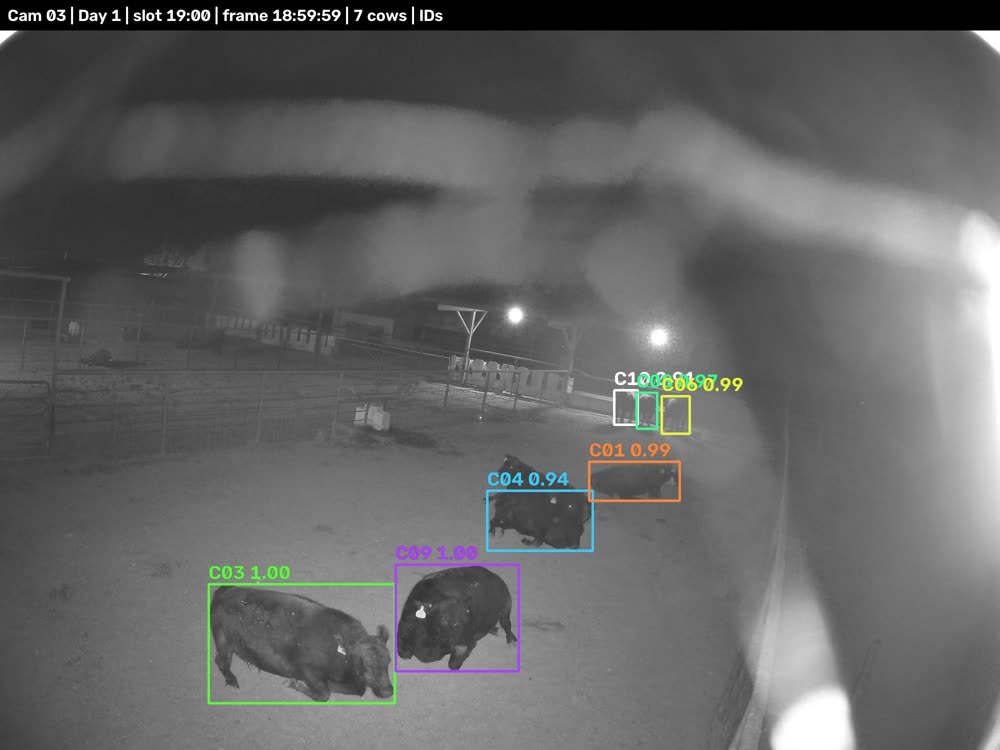 Cam 03 | Day 1 | slot 19:00 | frame 18:59:59 | 7 cows | IDs
C06 0.99
C01 0.99
C04 0.94
C09 1.00
C03 1.00